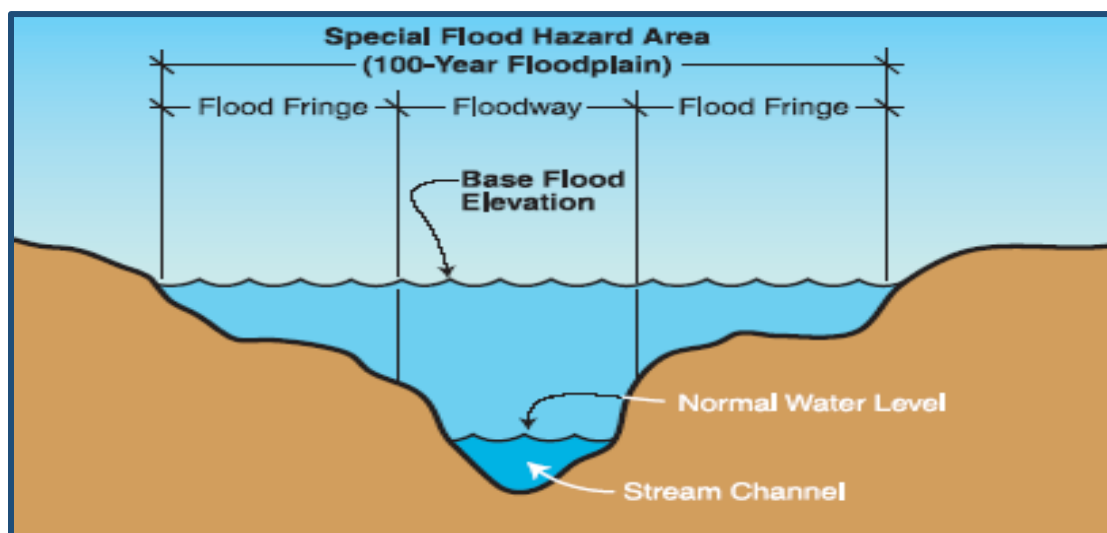 Special Flood Hazard Area
(100-Year Floodplain)
Flood Fringe
Floodway
Flood Fringe
Base Flood
Elevation
Normal Water Level
Stream Channel